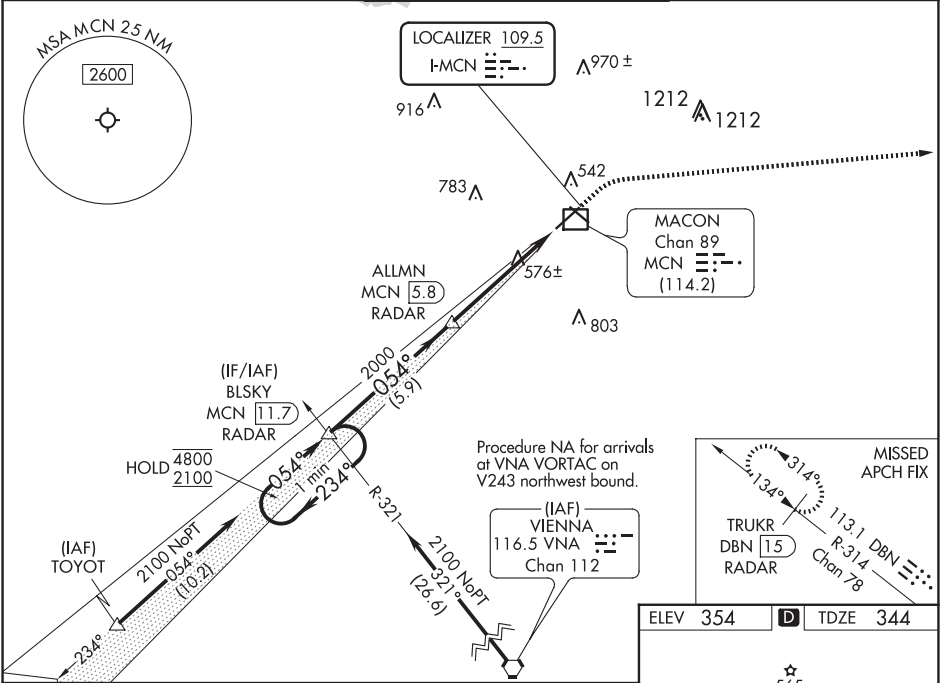 MSA MCN 25 NM
2600
LOCALIZER 109.5
I-MCN
970 ±
916
1212
1212
783
542
MACON
Chan 89
MCN
(114.2)
576±
ALLMN
MCN 5.8
RADAR
803
2000
054°
(5.9)
(IF/IAF)
BLSKY
MCN 11.7
RADAR
HOLD 4800
2100
054°
1 min
234°
R-321
2100 NoPT
321°
(26.6)
Procedure NA for arrivals
at VNA VORTAC on
V243 northwest bound.
(IAF)
VIENNA
116.5 VNA
Chan 112
(IAF)
TOYOT
2100 NoPT
054°
(10.2)
234°
MISSED
APCH FIX
314°
134°
TRUKR
DBN 15
RADAR
113.1 DBN
R-314
Chan 78
ELEV 354
D
TDZE 344